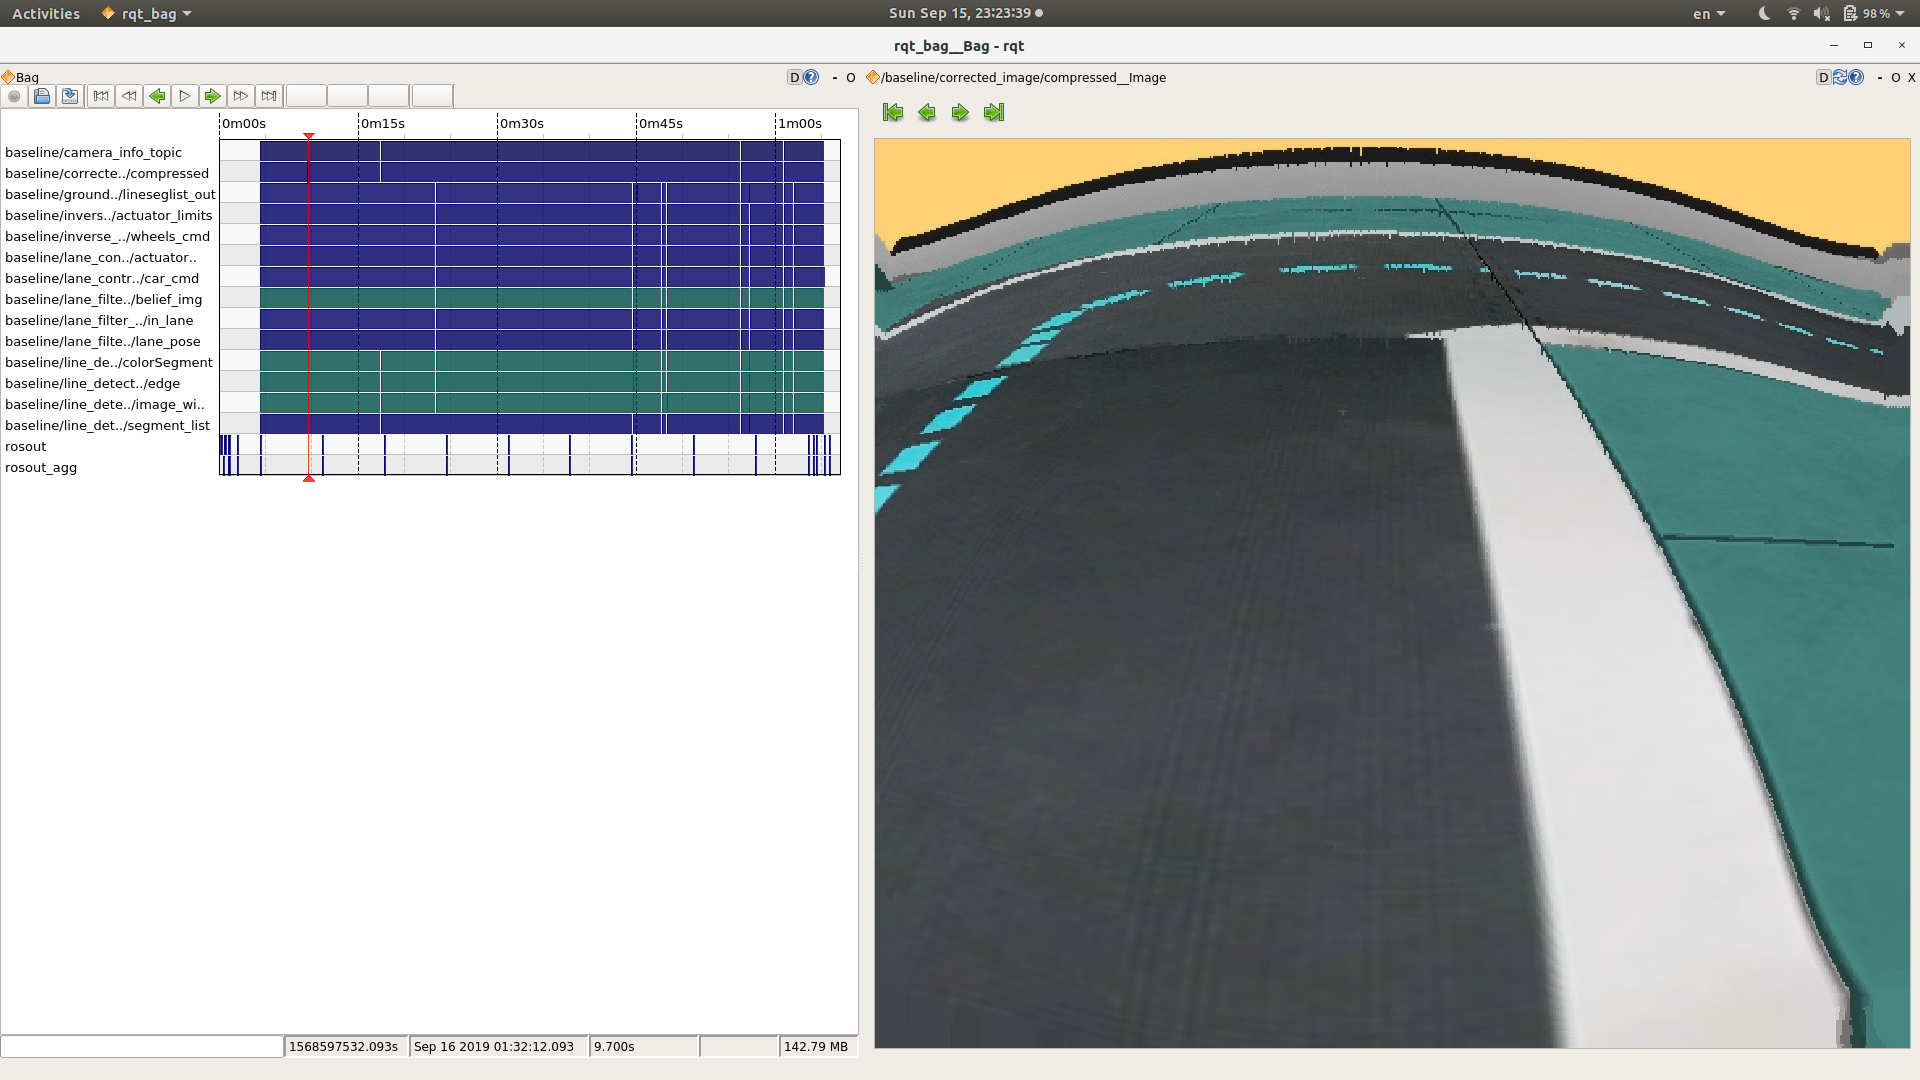 Activities rqt_bag Sun Sep 15, 23:23:39 en 98 %
rqt_bag__Bag - rqt
Bag D - O
/baseline/corrected_image/compressed__Image D - O X
0m00s 0m15s 0m30s 0m45s 1m00s
baseline/camera_info_topic
baseline/correcte../compressed
baseline/ground../lineseglist_out
baseline/invers../actuator_limits
baseline/inverse_../wheels_cmd
baseline/lane_con../actuator..
baseline/lane_contr../car_cmd
baseline/lane_filte../belief_img
baseline/lane_filter_../in_lane
baseline/lane_filte../lane_pose
baseline/line_de../colorSegment
baseline/line_detect../edge
baseline/line_dete../image_wi..
baseline/line_det../segment_list
rosout
rosout_agg
1568597532.093s Sep 16 2019 01:32:12.093 9.700s 142.79 MB